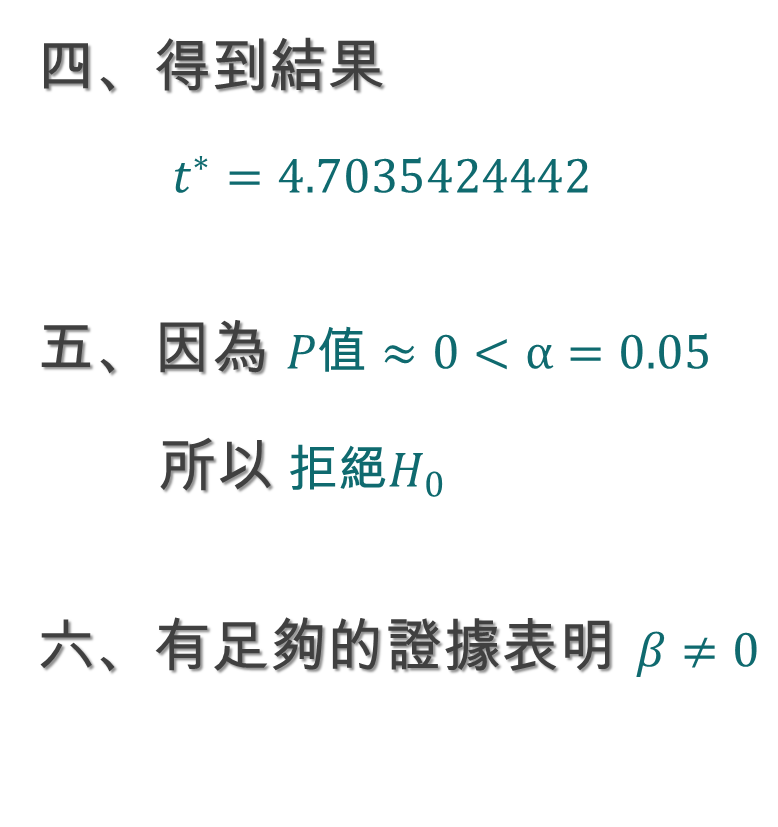 四、得到結果
t* = 4.7035424442
五、因為 P值 ≈ 0 < α = 0.05
所以 拒絕H₀
六、有足夠的證據表明 β ≠ 0